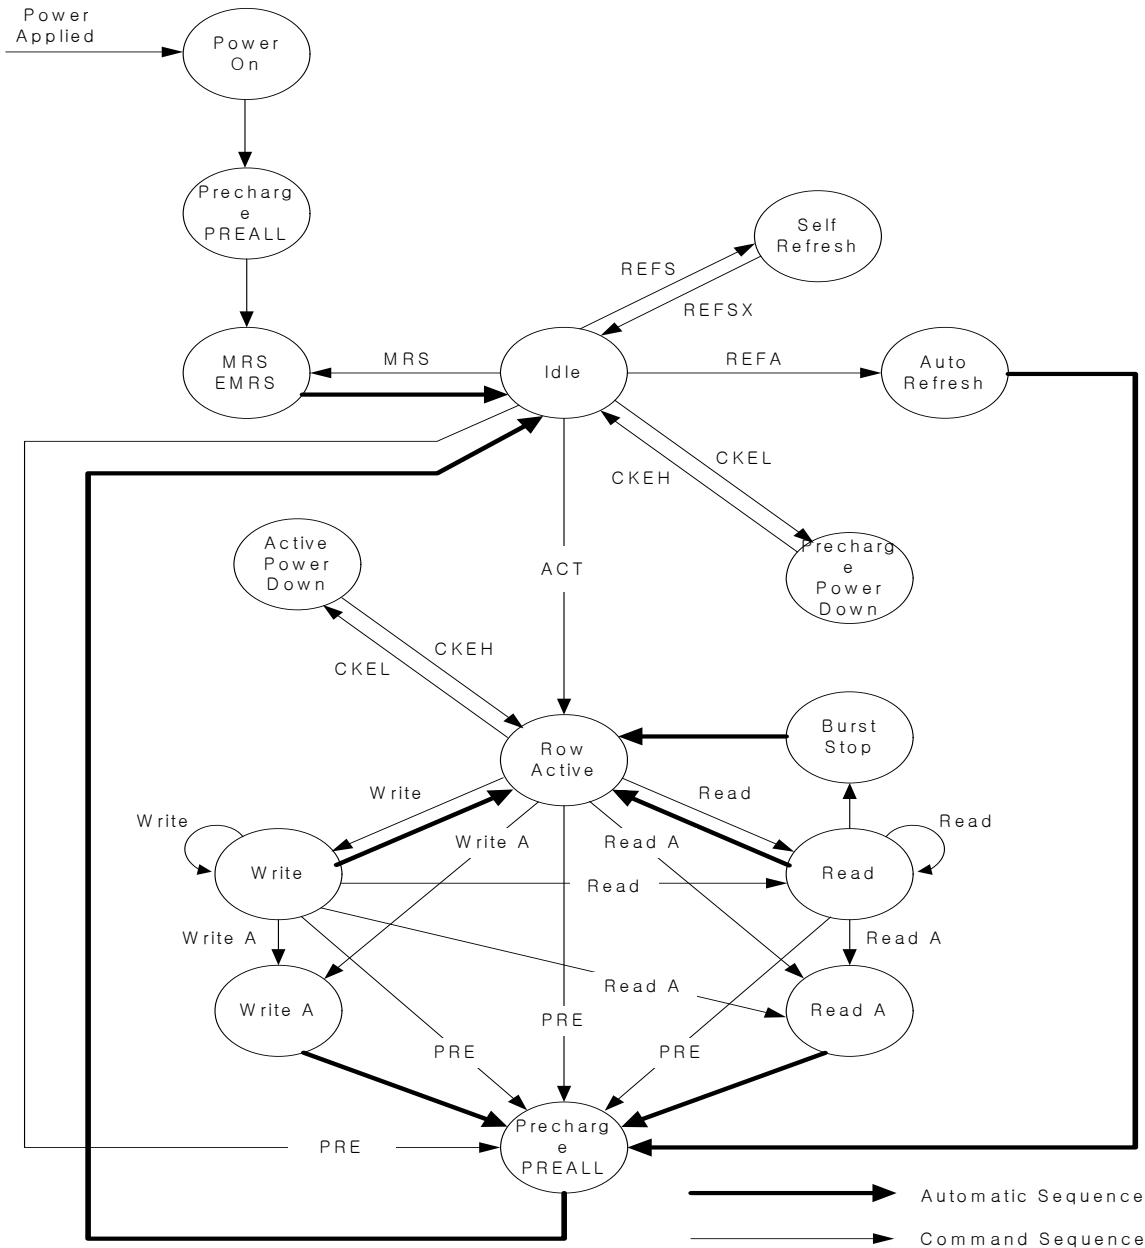 Power
Applied
Power
On
Precharg
e
PREALL
Self
Refresh
REFS
REFSX
MRS
EMRS
MRS
Idle
REFA
Auto
Refresh
CKEL
CKEH
Active
Power
Down
ACT
Precharg
e
Power
Down
CKEH
CKEL
Burst
Stop
Row
Active
Write
Read
Write
Write A
Read A
Read
Write
Read
Read
Write A
Read A
Write A
Read A
Read A
PRE
PRE
PRE
Precharg
e
PREALL
PRE
Automatic Sequence
Command Sequence